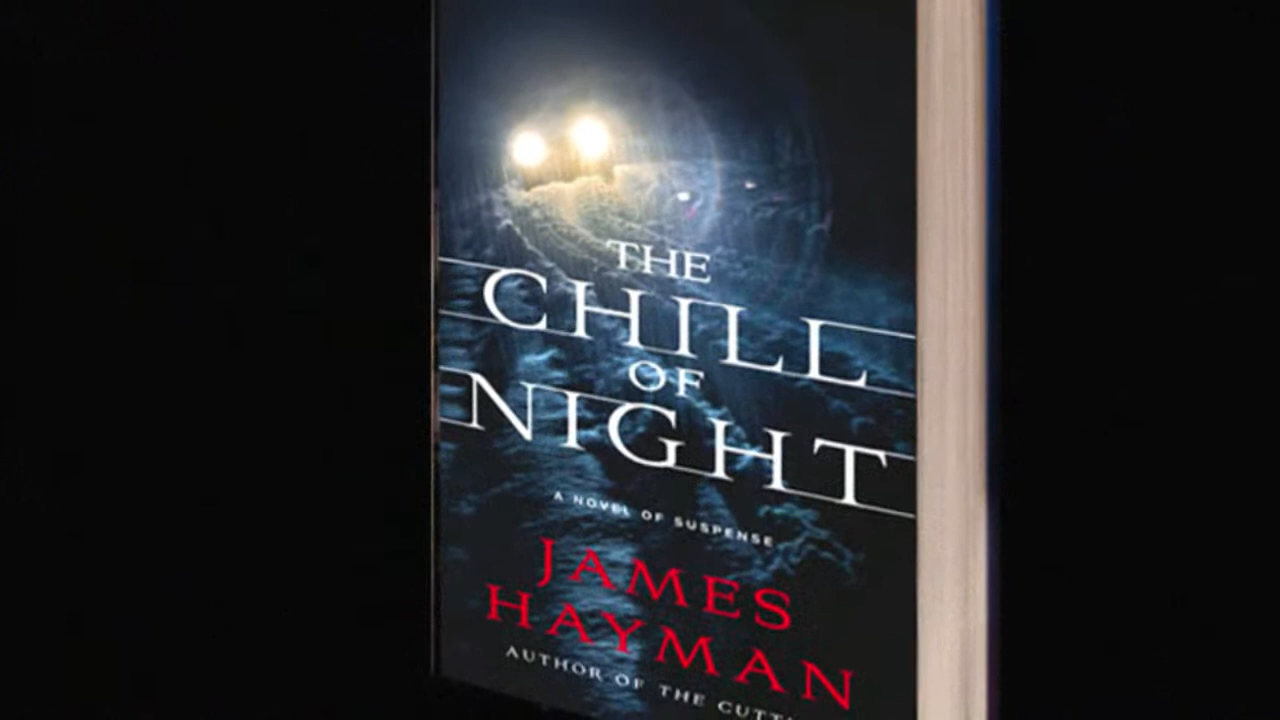 THE
CHILL
OF
NIGHT
A NOVEL OF SUSPENSE
JAMES
HAYMAN
AUTHOR OF THE